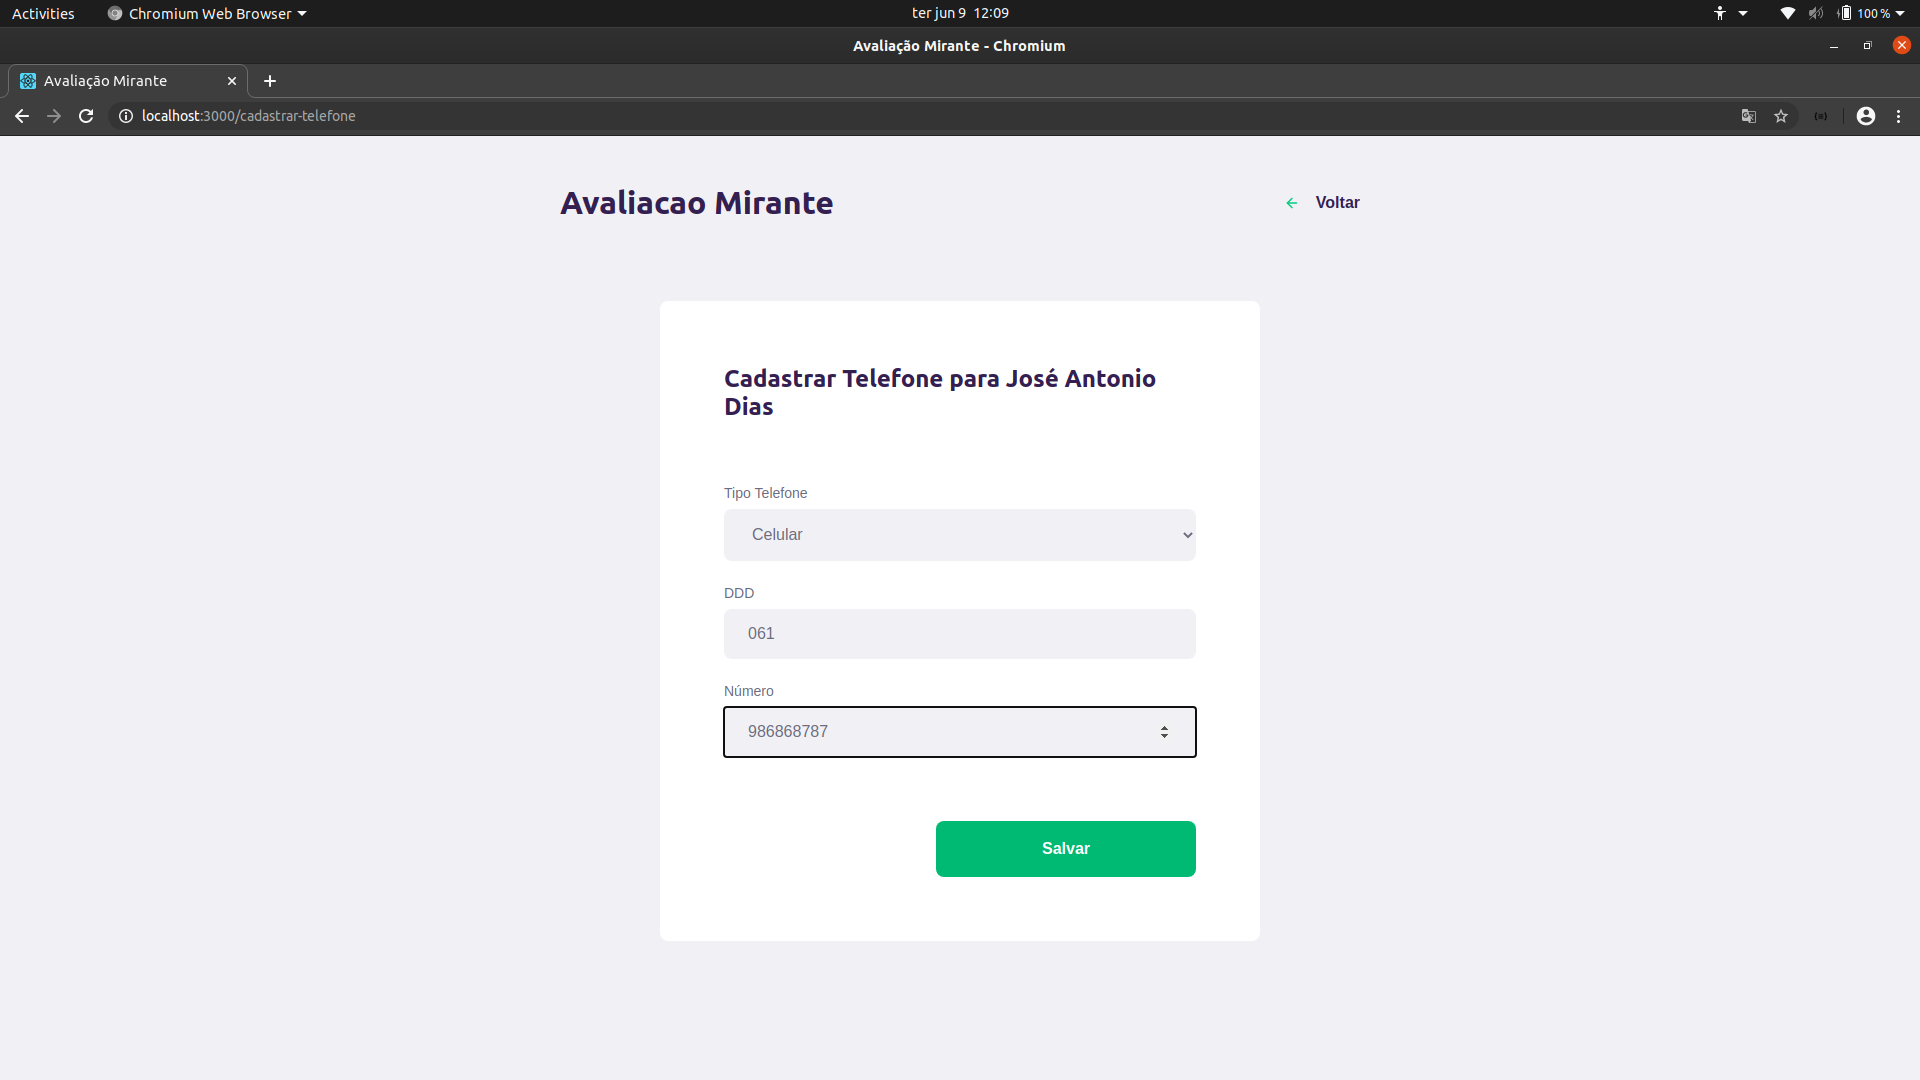 Activities
Chromium Web Browser
ter jun 9 12:09
100 %
Avaliação Mirante - Chromium
Avaliação Mirante
localhost:3000/cadastrar-telefone
Avaliacao Mirante
Voltar
Cadastrar Telefone para José Antonio
Dias
Tipo Telefone
Celular
DDD
061
Número
986868787
Salvar